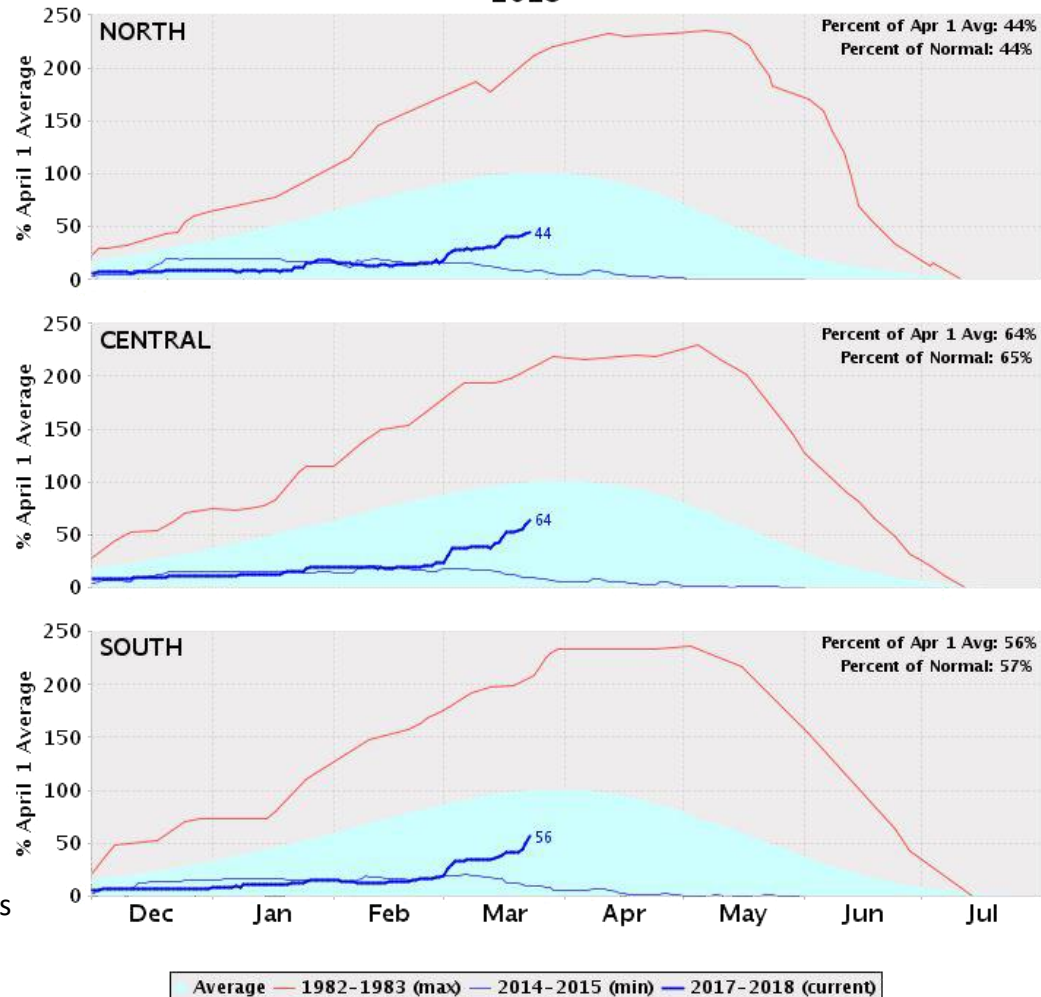 NORTH
Percent of Apr 1 Avg: 44%
Percent of Normal: 44%
% April 1 Average
250
200
150
100
50
0
44
CENTRAL
Percent of Apr 1 Avg: 64%
Percent of Normal: 65%
% April 1 Average
250
200
150
100
50
0
64
SOUTH
Percent of Apr 1 Avg: 56%
Percent of Normal: 57%
% April 1 Average
250
200
150
100
50
0
56
s
Dec Jan Feb Mar Apr May Jun Jul
Average 1982-1983 (max) 2014-2015 (min) 2017-2018 (current)